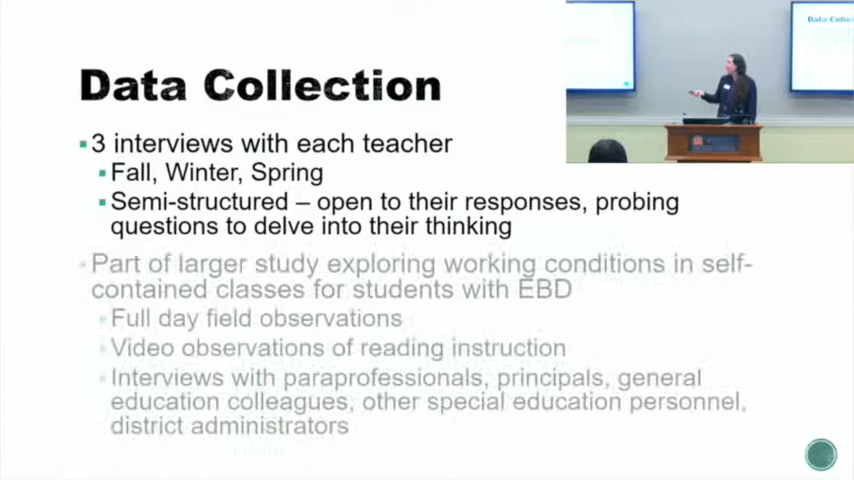 Data Collection
3 interviews with each teacher
Fall, Winter, Spring
Semi-structured – open to their responses, probing
questions to delve into their thinking
Part of larger study exploring working conditions in self-
contained classes for students with EBD
Full day field observations
Video observations of reading instruction
Interviews with paraprofessionals, principals, general
education colleagues, other special education personnel,
district administrators